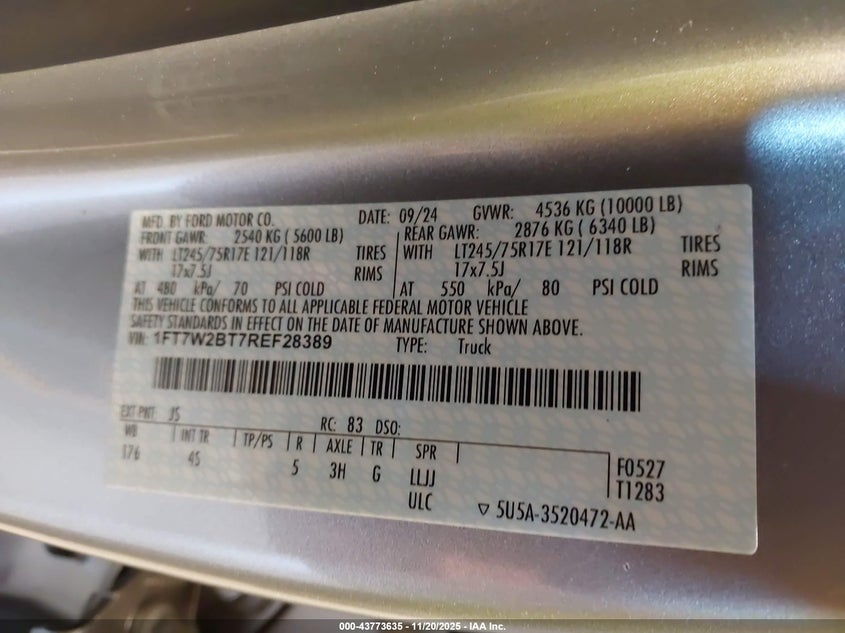 MFD. BY FORD MOTOR CO. DATE: 09/24 GVWR: 4536 KG (10000 LB)
FRONT GAWR: 2540 KG ( 5600 LB) REAR GAWR: 2876 KG ( 6340 LB)
WITH LT245/75R17E 121/118R TIRES WITH LT245/75R17E 121/118R TIRES
17x7.5J RIMS 17x7.5J RIMS
AT 480 kPa/ 70 PSI COLD AT 550 kPa/ 80 PSI COLD
THIS VEHICLE CONFORMS TO ALL APPLICABLE FEDERAL MOTOR VEHICLE
SAFETY STANDARDS IN EFFECT ON THE DATE OF MANUFACTURE SHOWN ABOVE.
VIN: 1FT7W2BT7REF28389 TYPE: Truck
EXT PNT: JS RC: 83 DSO:
WB INT TR TP/PS R AXLE TR SPR
176 4S 5 3H G LLJJ F0527
ULC T1283
5U5A-3520472-AA
000-43773635 - 11/20/2025 - IAA Inc.